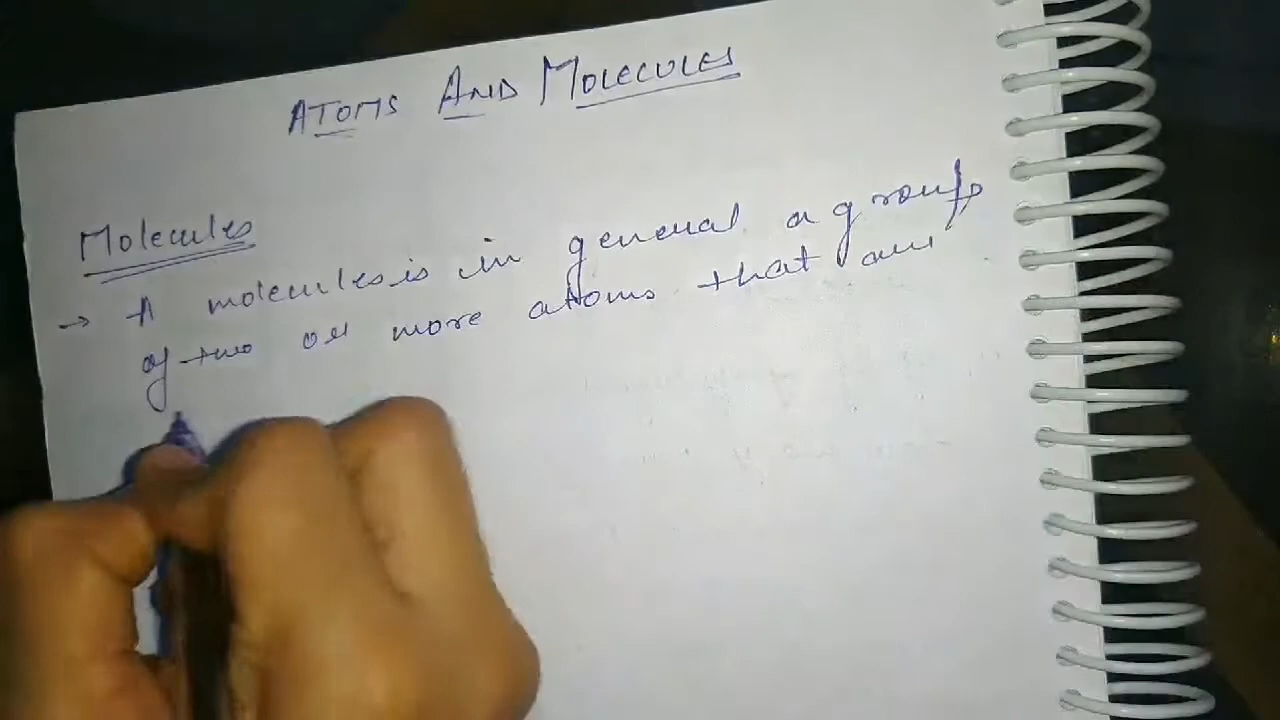 ATOMS AND MOLECULES
Molecules
→ A molecules is in general a group
of two or more atoms that are